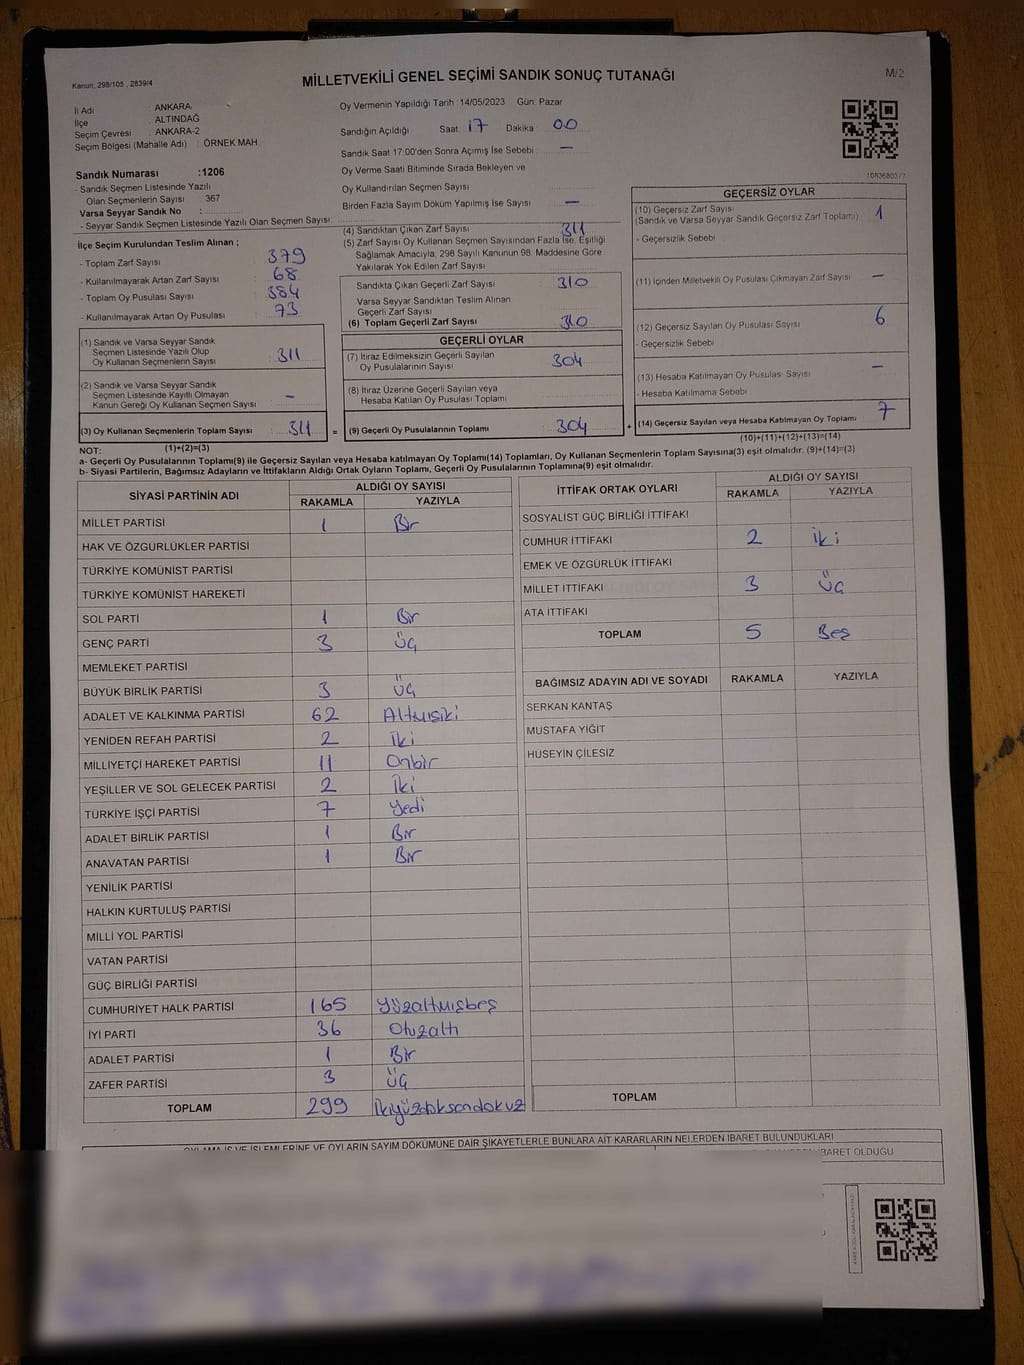 Kanun, 298/105 , 2839/4
MİLLETVEKİLİ GENEL SEÇİMİ SANDIK SONUÇ TUTANAĞI
M/2
İl Adı : ANKARA
İlçe : ALTINDAĞ
Seçim Çevresi : ANKARA-2
Seçim Bölgesi (Mahalle Adı) : ÖRNEK MAH.
Sandık Numarası :1206
- Sandık Seçmen Listesinde Yazılı
Olan Seçmenlerin Sayısı : 367
Varsa Seyyar Sandık No :
- Seyyar Sandık Seçmen Listesinde Yazılı Olan Seçmen Sayısı:
Oy Vermenin Yapıldığı Tarih :14/05/2023 Gün: Pazar
Sandığın Açıldığı Saat: 17 Dakika : 00
Sandık Saat 17:00'den Sonra Açımış İse Sebebi : —
Oy Verme Saati Bitiminde Sırada Bekleyen ve
Oy Kullandırılan Seçmen Sayısı
Birden Fazla Sayım Döküm Yapılmış İse Sayısı : —
1083680377
İlçe Seçim Kurulundan Teslim Alınan ;
- Toplam Zarf Sayısı : 379
- Kullanılmayarak Artan Zarf Sayısı : 68
- Toplam Oy Pusulası Sayısı : 384
- Kullanılmayarak Artan Oy Pusulası : 73
(1) Sandık ve Varsa Seyyar Sandık
Seçmen Listesinde Yazılı Olup
Oy Kullanan Seçmenlerin Sayısı : 311
(2) Sandık ve Varsa Seyyar Sandık
Seçmen Listesinde Kayıtlı Olmayan
Kanun Gereği Oy Kullanan Seçmen Sayısı : —
(3) Oy Kullanan Seçmenlerin Toplam Sayısı : 311
(1)+(2)=(3)
(4) Sandıktan Çıkan Zarf Sayısı : 311
(5) Zarf Sayısı Oy Kullanan Seçmen Sayısından Fazla İse, Eşitliği
Sağlamak Amacıyla, 298 Sayılı Kanunun 98. Maddesine Göre
Yakılarak Yok Edilen Zarf Sayısı :
Sandıkta Çıkan Geçerli Zarf Sayısı : 310
Varsa Seyyar Sandıktan Teslim Alınan
Geçerli Zarf Sayısı :
(6) Toplam Geçerli Zarf Sayısı : 310
GEÇERLİ OYLAR
(7) İtiraz Edilmeksizin Geçerli Sayılan
Oy Pusulalarının Sayısı : 304
(8) İtiraz Üzerine Geçerli Sayılan veya
Hesaba Katılan Oy Pusulası Toplamı :
= (9) Geçerli Oy Pusulalarının Toplamı : 304
GEÇERSİZ OYLAR
(10) Geçersiz Zarf Sayısı
(Sandık ve Varsa Seyyar Sandık Geçersiz Zarf Toplamı) : 1
- Geçersizlik Sebebi :
(11) İçinden Milletvekili Oy Pusulası Çıkmayan Zarf Sayısı : —
(12) Geçersiz Sayılan Oy Pusulası Sayısı : 6
- Geçersizlik Sebebi :
(13) Hesaba Katılmayan Oy Pusulası Sayısı : —
- Hesaba Katılmama Sebebi :
+ (14) Geçersiz Sayılan veya Hesaba Katılmayan Oy Toplamı : 7
(10)+(11)+(12)+(13)=(14)
NOT:
a- Geçerli Oy Pusulalarının Toplamı(9) ile Geçersiz Sayılan veya Hesaba katılmayan Oy Toplamı(14) Toplamları, Oy Kullanan Seçmenlerin Toplam Sayısına(3) eşit olmalıdır. (9)+(14)=(3)
b- Siyasi Partilerin, Bağımsız Adayların ve İttifakların Aldığı Ortak Oyların Toplamı, Geçerli Oy Pusulalarının Toplamına(9) eşit olmalıdır.
SİYASİ PARTİNİN ADI ALDIĞI OY SAYISI
RAKAMLA YAZIYLA
MİLLET PARTİSİ 1 Bir
HAK VE ÖZGÜRLÜKLER PARTİSİ
TÜRKİYE KOMÜNİST PARTİSİ
TÜRKİYE KOMÜNİST HAREKETİ
SOL PARTİ 1 Bir
GENÇ PARTİ 3 üç
MEMLEKET PARTİSİ
BÜYÜK BİRLİK PARTİSİ 3 üç
ADALET VE KALKINMA PARTİSİ 62 Altmışiki
YENİDEN REFAH PARTİSİ 2 İki
MİLLİYETÇİ HAREKET PARTİSİ 11 Onbir
YEŞİLLER VE SOL GELECEK PARTİSİ 2 İki
TÜRKİYE İŞÇİ PARTİSİ 7 Yedi
ADALET BİRLİK PARTİSİ 1 Bir
ANAVATAN PARTİSİ 1 Bir
YENİLİK PARTİSİ
HALKIN KURTULUŞ PARTİSİ
MİLLİ YOL PARTİSİ
VATAN PARTİSİ
GÜÇ BİRLİĞİ PARTİSİ
CUMHURİYET HALK PARTİSİ 165 Yüzaltmışbeş
İYİ PARTİ 36 Otuzaltı
ADALET PARTİSİ 1 Bir
ZAFER PARTİSİ 3 üç
TOPLAM 299 İkiyüzdoksandokuz
İTTİFAK ORTAK OYLARI ALDIĞI OY SAYISI
RAKAMLA YAZIYLA
SOSYALİST GÜÇ BİRLİĞİ İTTİFAKI
CUMHUR İTTİFAKI 2 İki
EMEK VE ÖZGÜRLÜK İTTİFAKI
MİLLET İTTİFAKI 3 üç
ATA İTTİFAKI
TOPLAM 5 Beş
BAĞIMSIZ ADAYIN ADI VE SOYADI RAKAMLA YAZIYLA
SERKAN KANTAŞ
MUSTAFA YİĞİT
HÜSEYİN ÇİLESİZ
TOPLAM
OYLAMA İŞ VE İŞLEMLERİNE VE OYLARIN SAYIM DÖKÜMÜNE DAİR ŞİKAYETLERLE BUNLARA AİT KARARLARIN NELERDEN İBARET BULUNDUKLARI
İBARET OLDUĞU